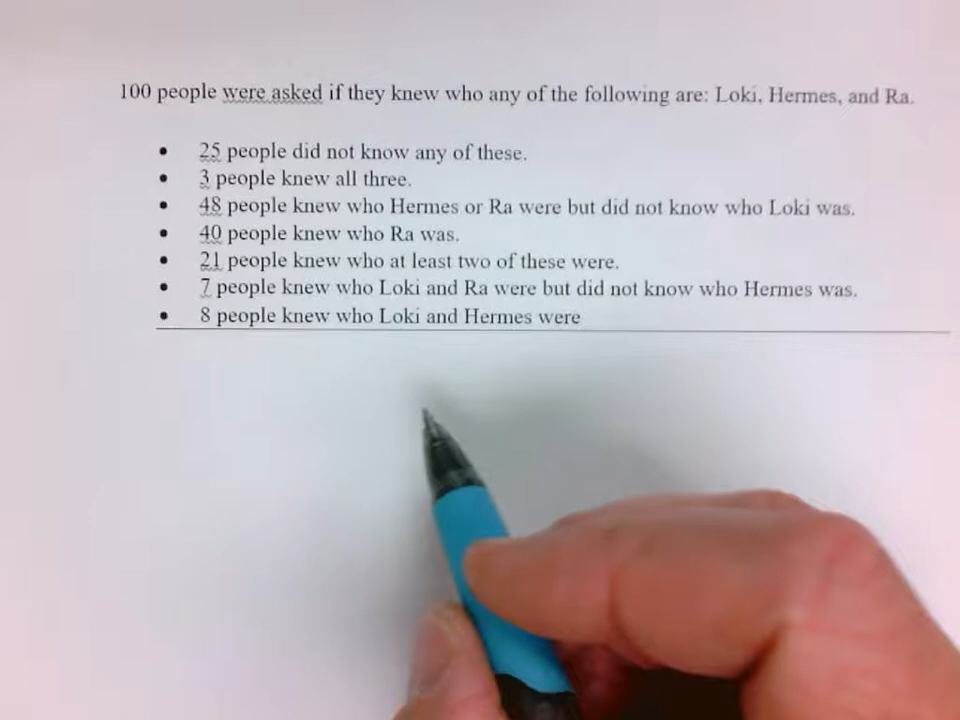 100 people were asked if they knew who any of the following are: Loki, Hermes, and Ra.
• 25 people did not know any of these.
• 3 people knew all three.
• 48 people knew who Hermes or Ra were but did not know who Loki was.
• 40 people knew who Ra was.
• 21 people knew who at least two of these were.
• 7 people knew who Loki and Ra were but did not know who Hermes was.
• 8 people knew who Loki and Hermes were